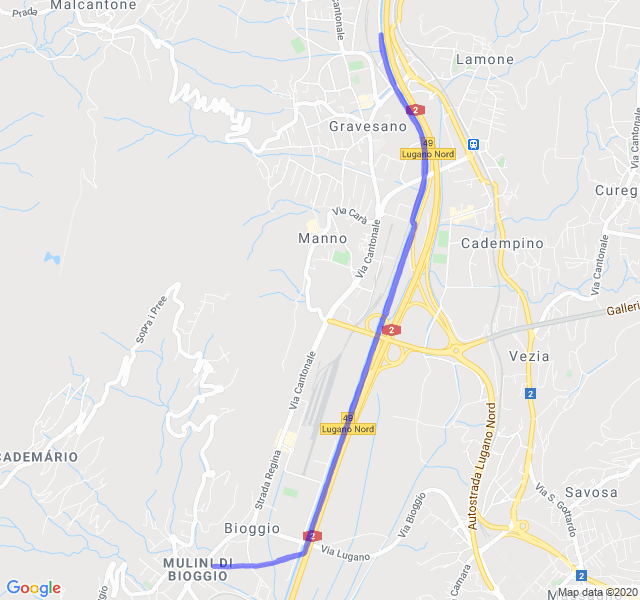 Malcantone
Prada
Via Cantonale
Lamone
2
Gravesano
49
Lugano Nord
Via Cantonale
Cureg
Via Carà
Manno
Via Cantonale
Cadempino
Via Cantonale
Sopra i Pree
Galleri
2
Vezia
Via Cantonale
2
49
Lugano Nord
Autostrada Lugano Nord
CADEMÁRIO
Strada Regina
Savosa
Via S. Gottardo
Via Bioggio
Bioggio
2
Via Lugano
MULINI DI
BIOGGIO
2
Camara
Google
Map data ©2020